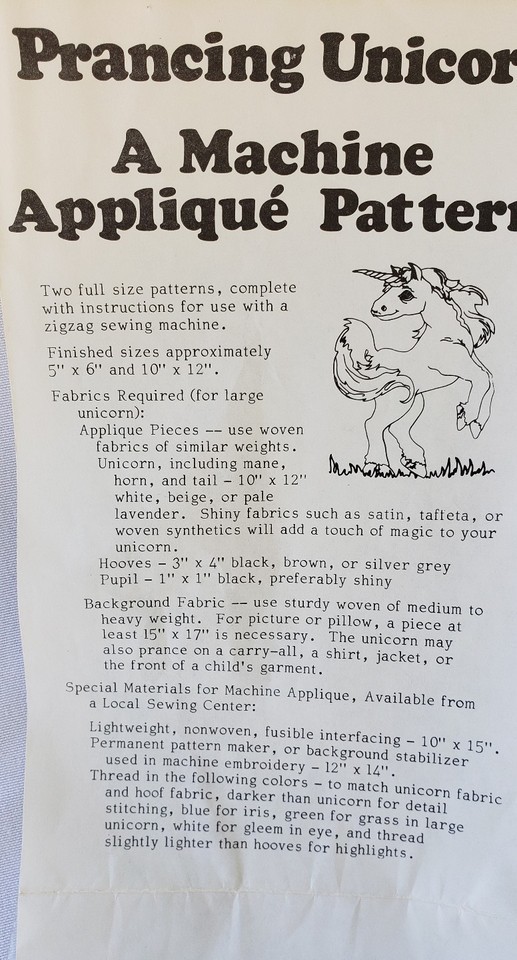 Prancing Unicor
A Machine
Appliqué Pattern
Two full size patterns, complete
with instructions for use with a
zigzag sewing machine.
Finished sizes approximately
5" x 6" and 10" x 12".
Fabrics Required (for large
unicorn):
Applique Pieces -- use woven
fabrics of similar weights.
Unicorn, including mane,
horn, and tail - 10" x 12"
white, beige, or pale
lavender. Shiny fabrics such as satin, taffeta, or
woven synthetics will add a touch of magic to your
unicorn.
Hooves - 3" x 4" black, brown, or silver grey
Pupil - 1" x 1" black, preferably shiny
Background Fabric -- use sturdy woven of medium to
heavy weight. For picture or pillow, a piece at
least 15" x 17" is necessary. The unicorn may
also prance on a carry-all, a shirt, jacket, or
the front of a child's garment.
Special Materials for Machine Applique, Available from
a Local Sewing Center:
Lightweight, nonwoven, fusible interfacing - 10" x 15".
Permanent pattern maker, or background stabilizer
used in machine embroidery - 12" x 14".
Thread in the following colors - to match unicorn fabric
and hoof fabric, darker than unicorn for detail
stitching, blue for iris, green for grass in large
unicorn, white for gleem in eye, and thread
slightly lighter than hooves for highlights.